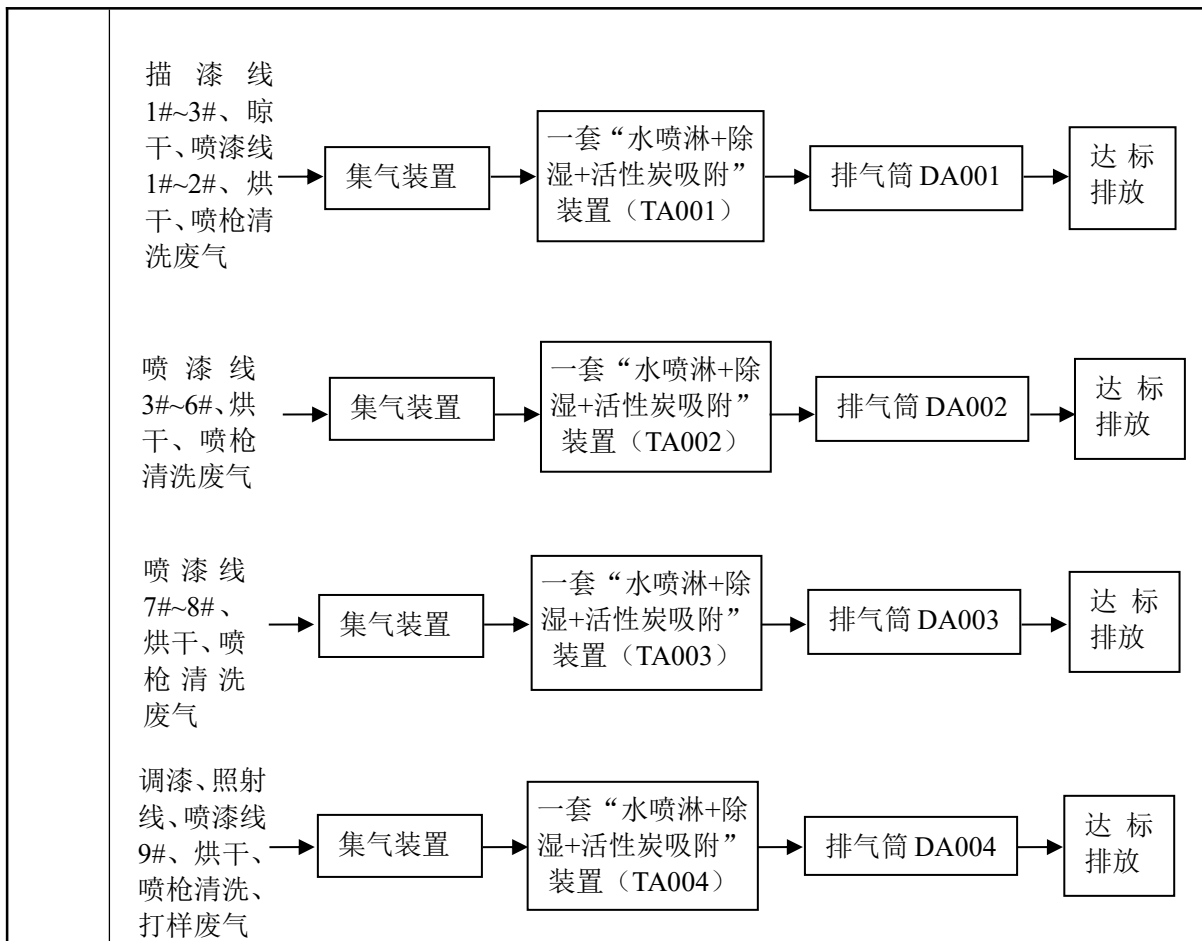 描漆线
1#~3#、晾
干、喷漆线
1#~2#、烘
干、喷枪清
洗废气
集气装置
一套“水喷淋+除
湿+活性炭吸附”
装置（TA001）
排气筒 DA001
达标
排放
喷漆线
3#~6#、烘
干、喷枪
清洗废气
集气装置
一套“水喷淋+除
湿+活性炭吸附”
装置（TA002）
排气筒 DA002
达标
排放
喷漆线
7#~8#、
烘干、喷
枪清洗
废气
集气装置
一套“水喷淋+除
湿+活性炭吸附”
装置（TA003）
排气筒 DA003
达标
排放
调漆、照射
线、喷漆线
9#、烘干、
喷枪清洗、
打样废气
集气装置
一套“水喷淋+除
湿+活性炭吸附”
装置（TA004）
排气筒 DA004
达标
排放